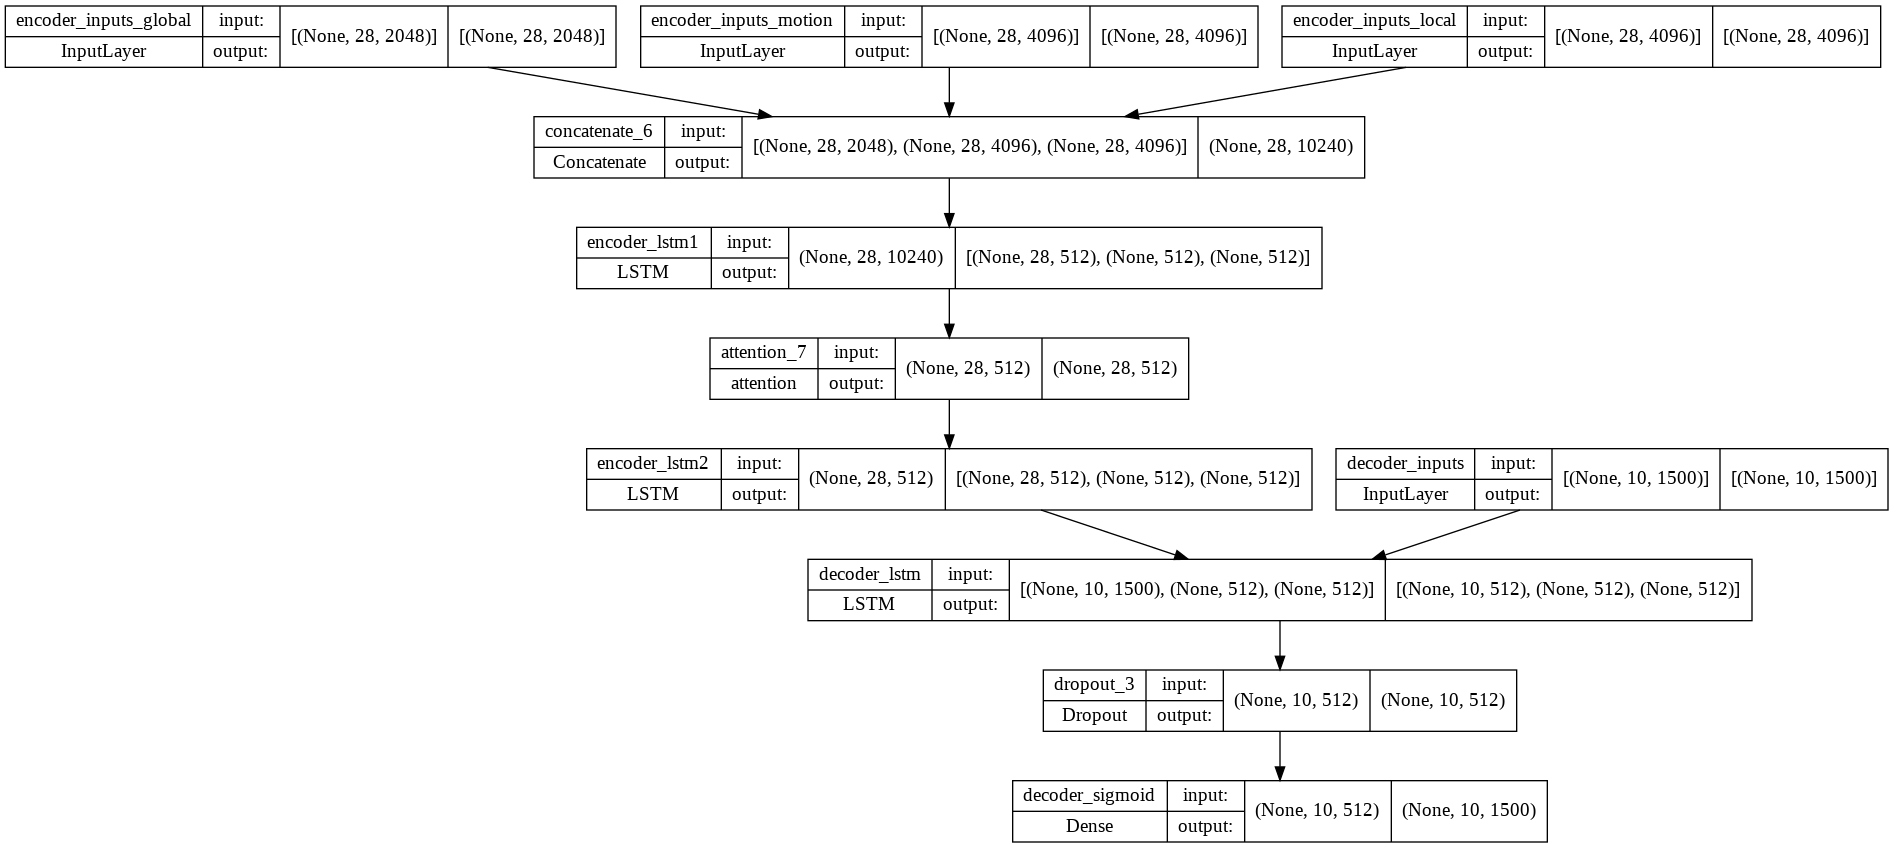 encoder_inputs_global input: [(None, 28, 2048)] [(None, 28, 2048)]
InputLayer output:
encoder_inputs_motion input: [(None, 28, 4096)] [(None, 28, 4096)]
InputLayer output:
encoder_inputs_local input: [(None, 28, 4096)] [(None, 28, 4096)]
InputLayer output:
concatenate_6 input: [(None, 28, 2048), (None, 28, 4096), (None, 28, 4096)] (None, 28, 10240)
Concatenate output:
encoder_lstm1 input: (None, 28, 10240) [(None, 28, 512), (None, 512), (None, 512)]
LSTM output:
attention_7 input: (None, 28, 512) (None, 28, 512)
attention output:
encoder_lstm2 input: (None, 28, 512) [(None, 28, 512), (None, 512), (None, 512)]
LSTM output:
decoder_inputs input: [(None, 10, 1500)] [(None, 10, 1500)]
InputLayer output:
decoder_lstm input: [(None, 10, 1500), (None, 512), (None, 512)] [(None, 10, 512), (None, 512), (None, 512)]
LSTM output:
dropout_3 input: (None, 10, 512) (None, 10, 512)
Dropout output:
decoder_sigmoid input: (None, 10, 512) (None, 10, 1500)
Dense output: